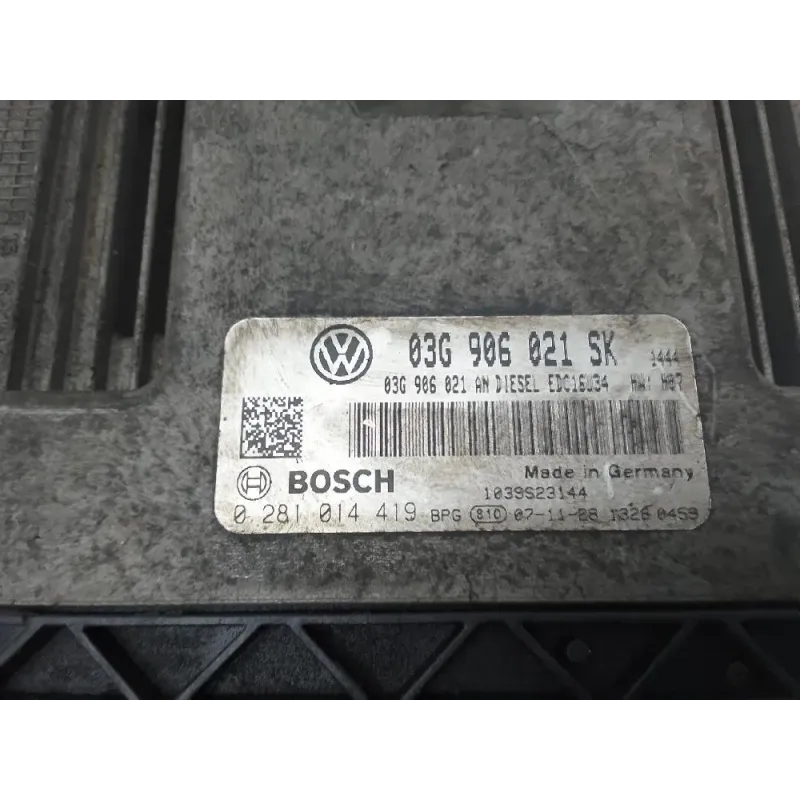 03G 906 021 SK 1444
03G 906 021 AN DIESEL EDC16U34 HW: H07
BOSCH
Made in Germany
1039S23144
0 281 014 419 BPG 810 07-11-28 1326 0459